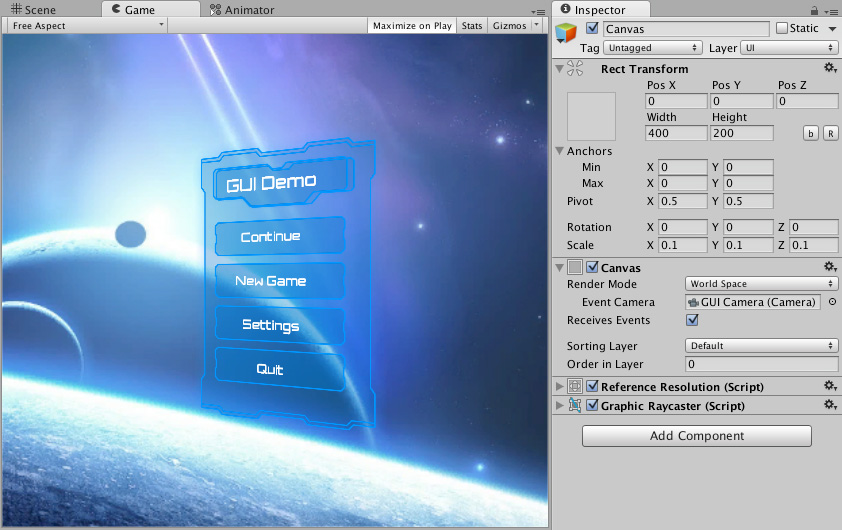 Scene Game Animator
Free Aspect Maximize on Play Stats Gizmos
GUI Demo
Continue
New Game
Settings
Quit
Inspector
Canvas Static
Tag Untagged Layer UI
Rect Transform
Pos X Pos Y Pos Z
0 0 0
Width Height
400 200 b R
Anchors
Min X 0 Y 0
Max X 0 Y 0
Pivot X 0.5 Y 0.5
Rotation X 0 Y 0 Z 0
Scale X 0.1 Y 0.1 Z 0.1
Canvas
Render Mode World Space
Event Camera GUI Camera (Camera)
Receives Events
Sorting Layer Default
Order in Layer 0
Reference Resolution (Script)
Graphic Raycaster (Script)
Add Component